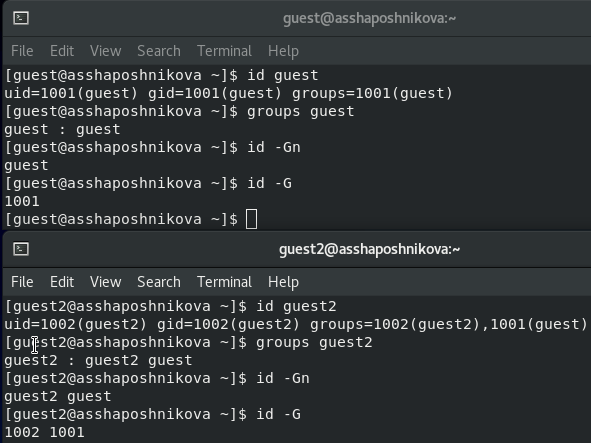 guest@asshaposhnikova:~
File Edit View Search Terminal Help
[guest@asshaposhnikova ~]$ id guest
uid=1001(guest) gid=1001(guest) groups=1001(guest)
[guest@asshaposhnikova ~]$ groups guest
guest : guest
[guest@asshaposhnikova ~]$ id -Gn
guest
[guest@asshaposhnikova ~]$ id -G
1001
[guest@asshaposhnikova ~]$
guest2@asshaposhnikova:~
File Edit View Search Terminal Help
[guest2@asshaposhnikova ~]$ id guest2
uid=1002(guest2) gid=1002(guest2) groups=1002(guest2),1001(guest)
[guest2@asshaposhnikova ~]$ groups guest2
guest2 : guest2 guest
[guest2@asshaposhnikova ~]$ id -Gn
guest2 guest
[guest2@asshaposhnikova ~]$ id -G
1002 1001